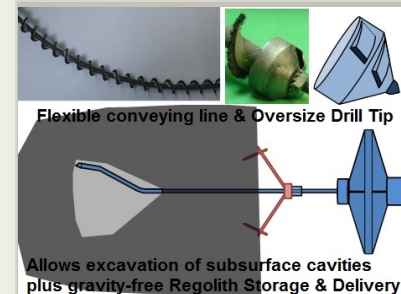 Flexible conveying line & Oversize Drill Tip
Allows excavation of subsurface cavities
plus gravity-free Regolith Storage & Delivery